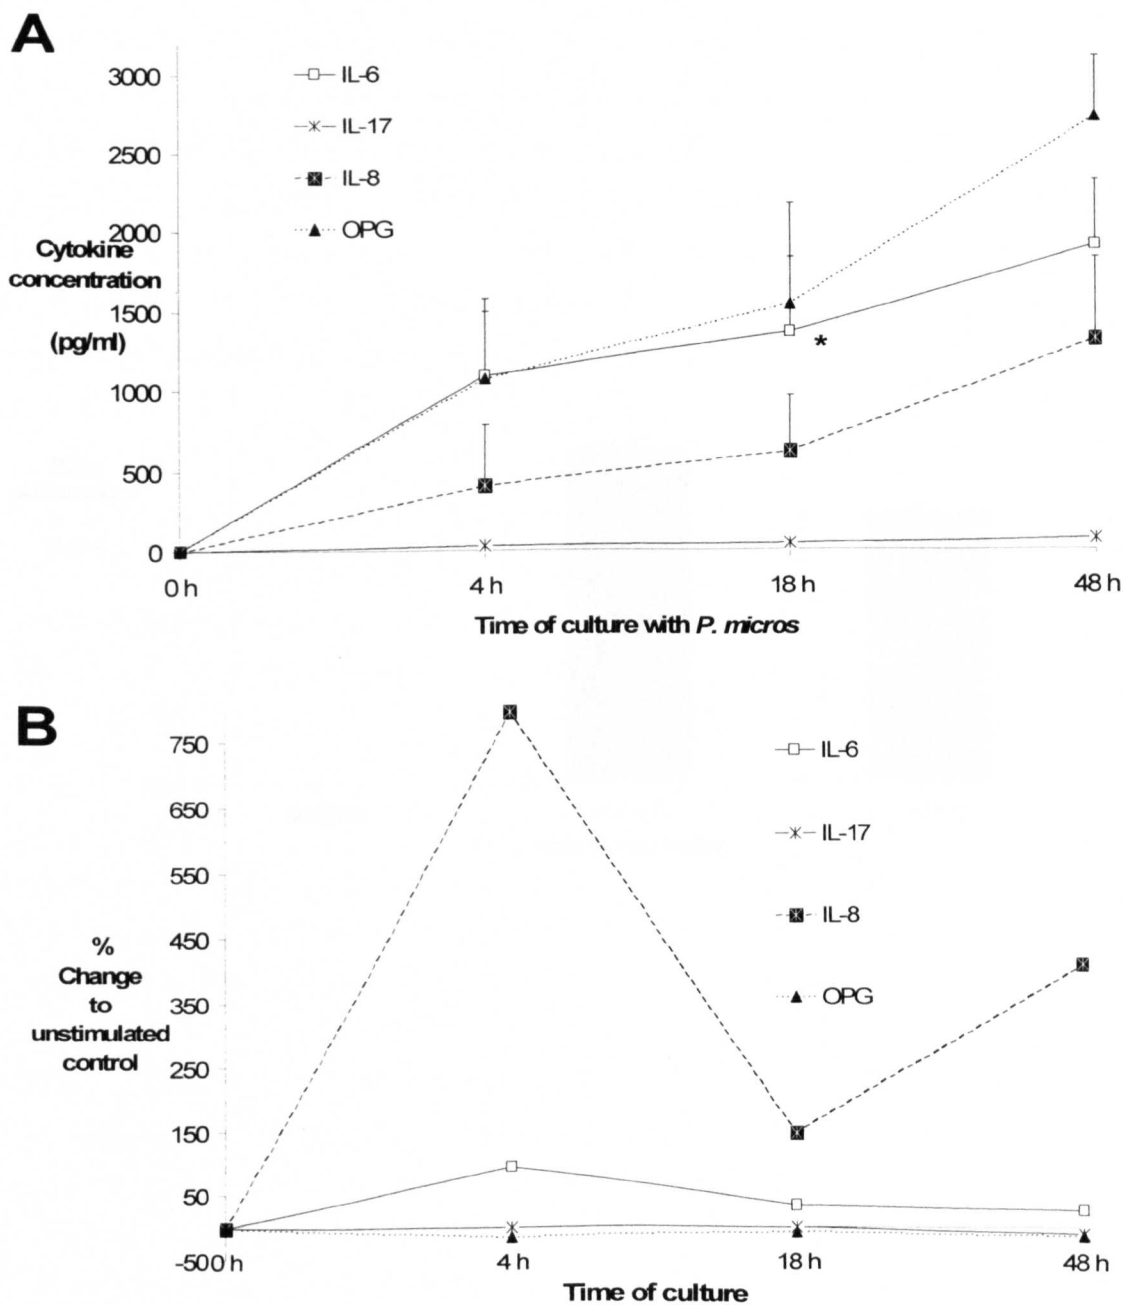 A
3000
2500
2000
1500
1000
500
0
Cytokine
concentration
(pg/ml)
IL-6
IL-17
IL-8
OPG
*
0 h
4 h
18 h
48 h
Time of culture with P. micros
B
750
650
550
450
350
250
150
50
-50
%
Change
to
unstimulated
control
IL-6
IL-17
IL-8
OPG
0 h
4 h
18 h
48 h
Time of culture